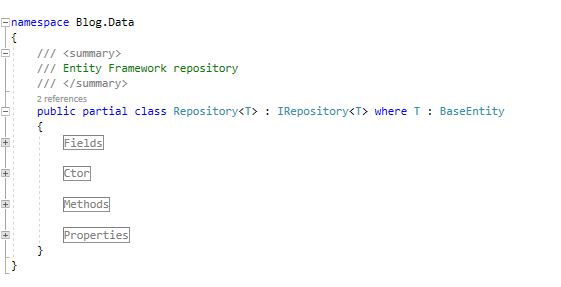 namespace Blog.Data
{
/// <summary>
/// Entity Framework repository
/// </summary>
2 references
public partial class Repository<T> : IRepository<T> where T : BaseEntity
{
Fields
Ctor
Methods
Properties
}
}